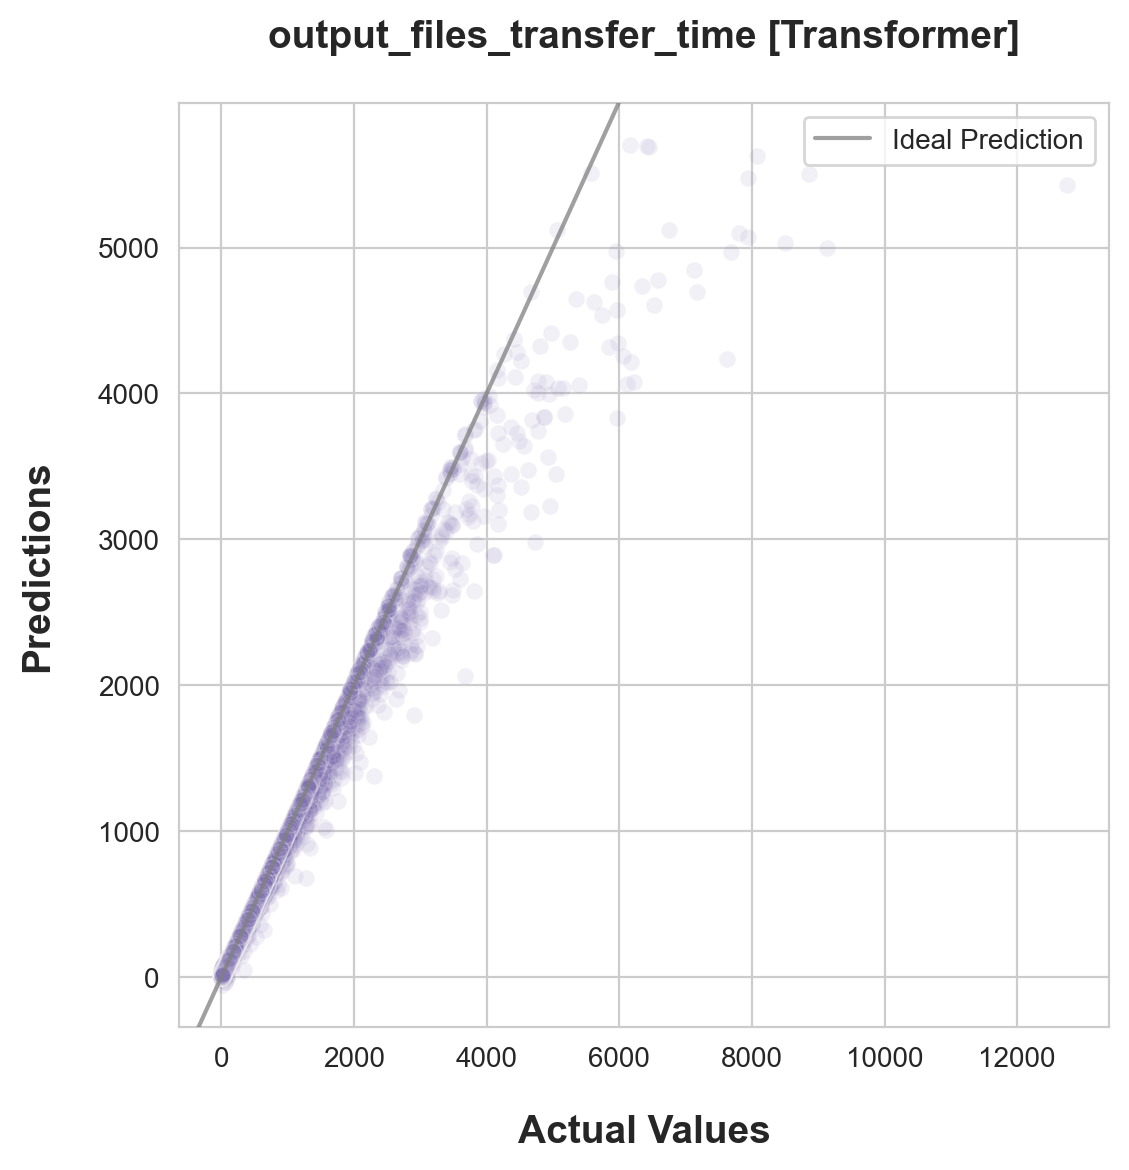 output_files_transfer_time [Transformer]
Ideal Prediction
5000
4000
3000
2000
1000
0
Predictions
0 2000 4000 6000 8000 10000 12000
Actual Values